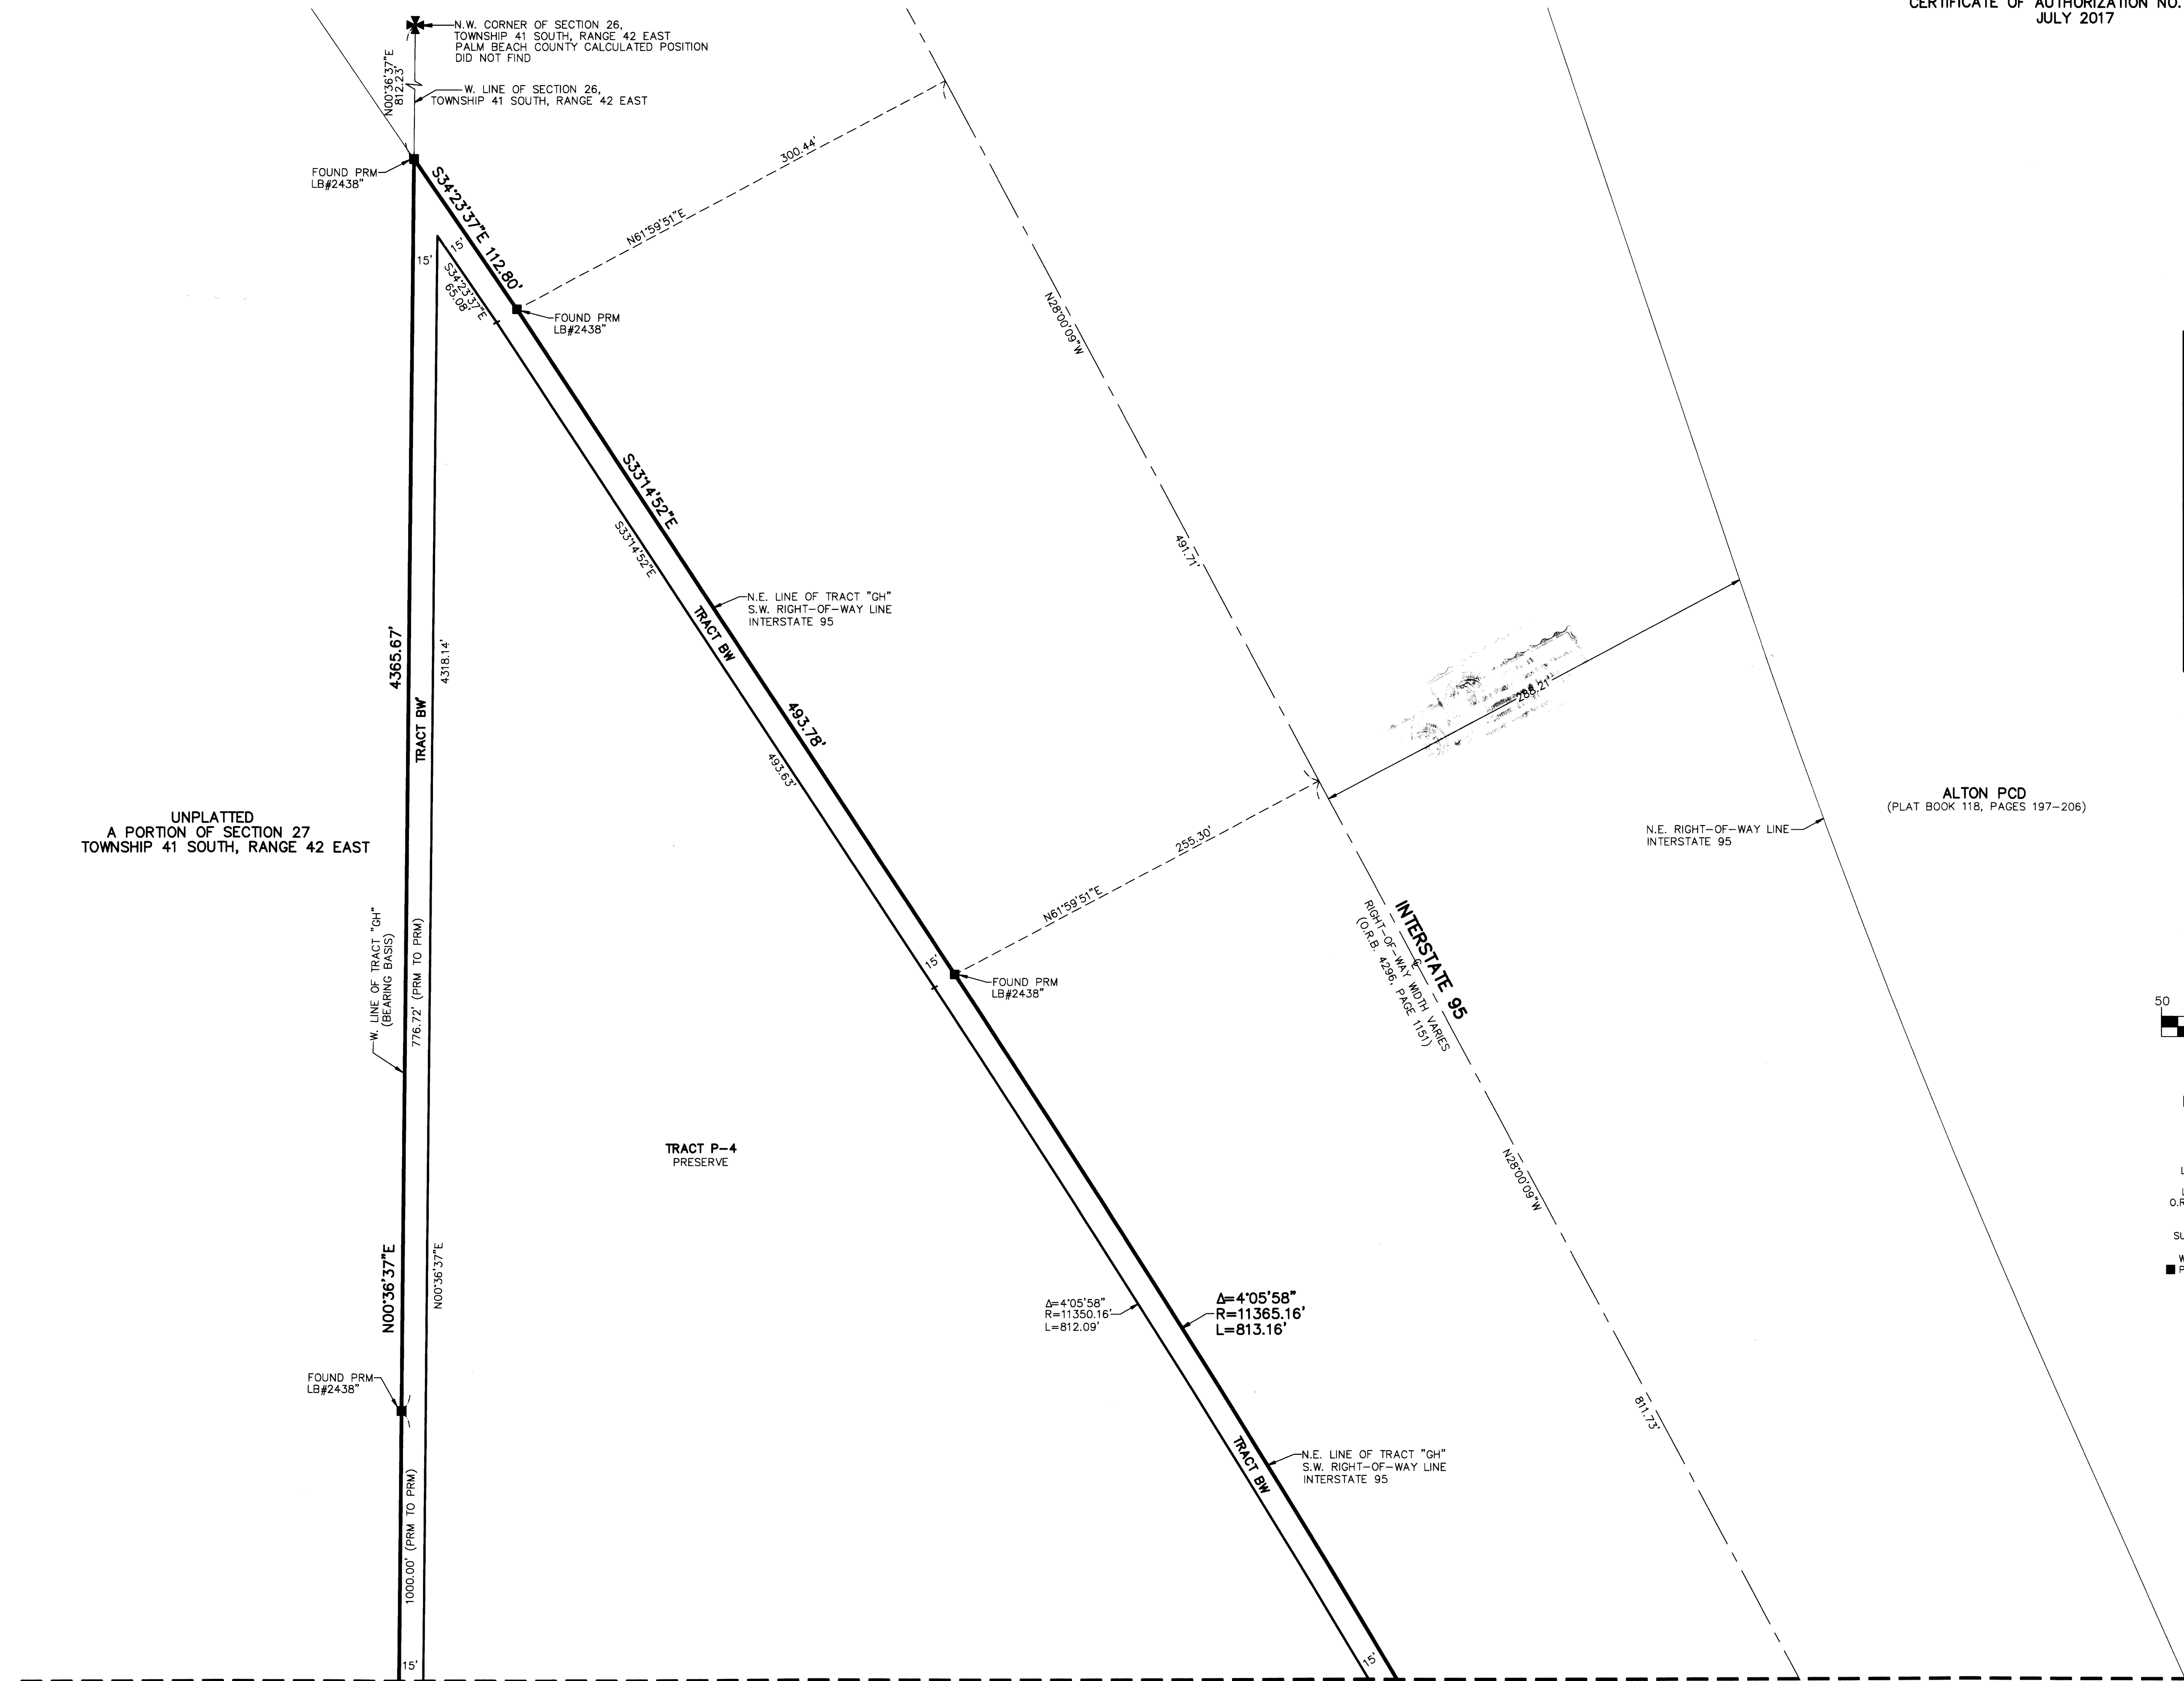 CERTIFICATE OF AUTHORIZATION NO.
JULY 2017
N.W. CORNER OF SECTION 26,
TOWNSHIP 41 SOUTH, RANGE 42 EAST
PALM BEACH COUNTY CALCULATED POSITION
DID NOT FIND
N00°36'37"E
812.23'
W. LINE OF SECTION 26,
TOWNSHIP 41 SOUTH, RANGE 42 EAST
FOUND PRM
LB#2438"
S34°23'37"E 112.80'
300.44'
N61°59'51"E
15'
15'
S34°23'37"E
65.08'
FOUND PRM
LB#2438"
N28°00'09"W
S33°14'52"E
S33°14'52"E
491.71'
N.E. LINE OF TRACT "GH"
S.W. RIGHT-OF-WAY LINE
INTERSTATE 95
TRACT BW
4365.67'
4318.14'
TRACT BW
493.78'
493.63'
UNPLATTED
A PORTION OF SECTION 27
TOWNSHIP 41 SOUTH, RANGE 42 EAST
ALTON PCD
(PLAT BOOK 118, PAGES 197-206)
N.E. RIGHT-OF-WAY LINE
INTERSTATE 95
255.30'
N61°59'51"E
W. LINE OF TRACT "GH"
(BEARING BASIS)
776.72' (PRM TO PRM)
15'
FOUND PRM
LB#2438"
INTERSTATE 95
RIGHT-OF-WAY WIDTH VARIES
(O.R.B. 4296, PAGE 1151)
50
TRACT P-4
PRESERVE
N28°00'09"W
N00°36'37"E
N00°36'37"E
Δ=4°05'58"
R=11350.16'
L=812.09'
Δ=4°05'58"
R=11365.16'
L=813.16'
FOUND PRM
LB#2438"
811.73'
TRACT BW
N.E. LINE OF TRACT "GH"
S.W. RIGHT-OF-WAY LINE
INTERSTATE 95
1000.00' (PRM TO PRM)
15'
15'